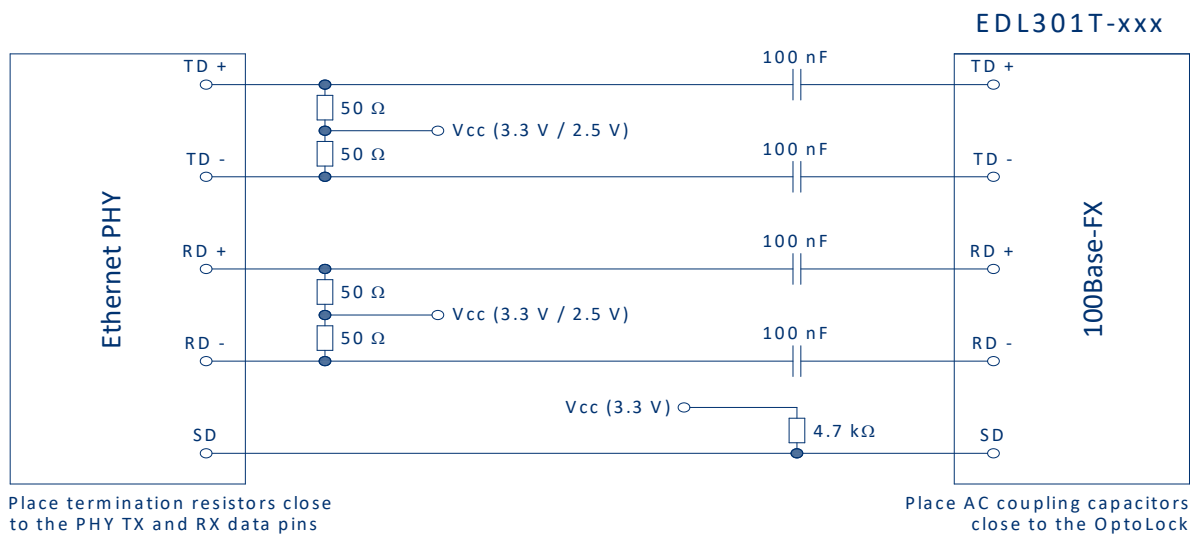 EDL301T-xxx
100 nF
TD +
TD +
50 Ω
Vcc (3.3 V / 2.5 V)
50 Ω
100 nF
TD -
TD -
Ethernet PHY
100Base-FX
100 nF
RD +
RD +
50 Ω
Vcc (3.3 V / 2.5 V)
50 Ω
100 nF
RD -
RD -
Vcc (3.3 V)
4.7 kΩ
SD
SD
Place termination resistors close
to the PHY TX and RX data pins
Place AC coupling capacitors
close to the OptoLock